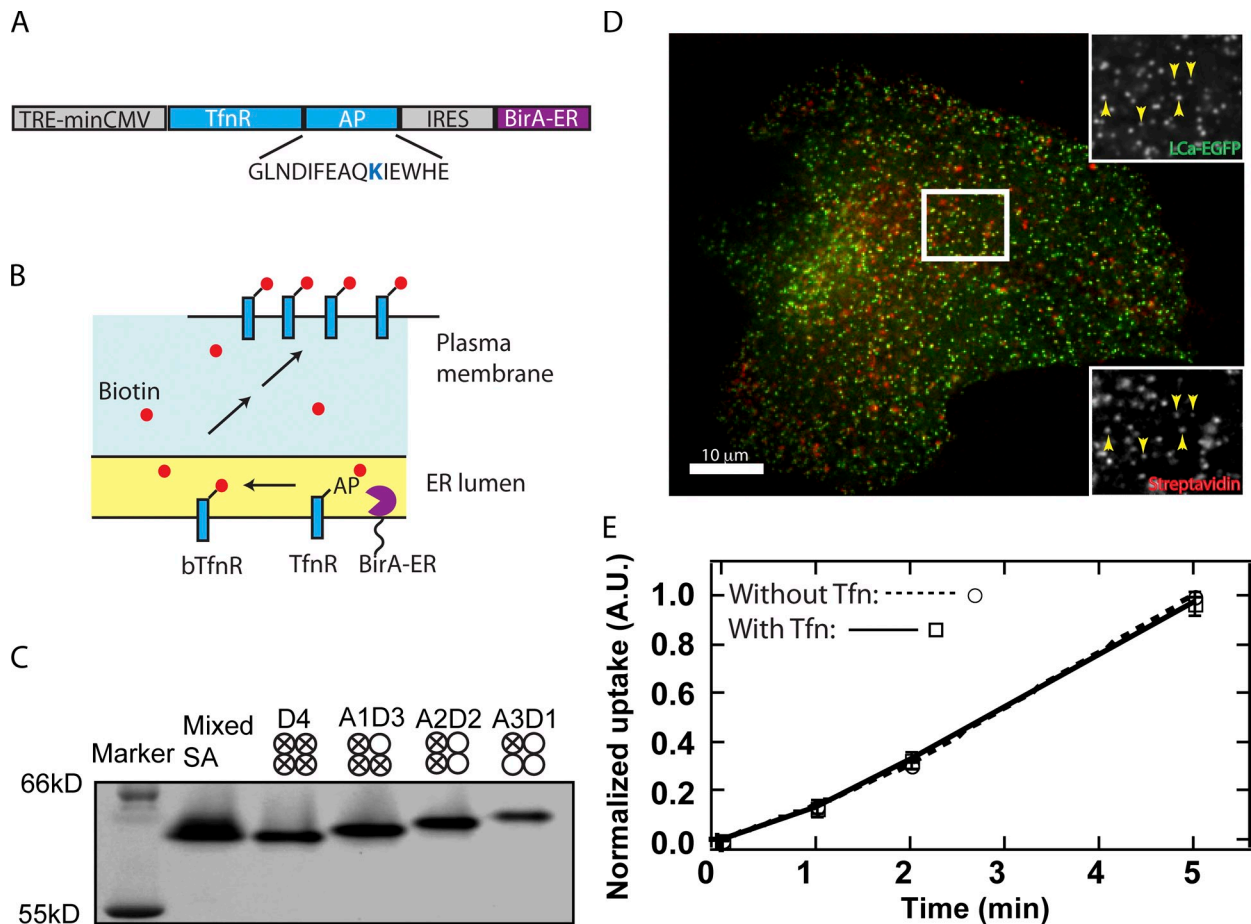 A
TRE-minCMV TfnR AP IRES BirA-ER
GLNDIFEAQKIEWHE
B
Plasma
membrane
Biotin
AP
ER lumen
bTfnR TfnR BirA-ER
C
Marker
Mixed
SA
D4 A1D3 A2D2 A3D1
66kD
55kD
D
LCa-EGFP
10 μm
Streptavidin
E
Normalized uptake (A.U.)
1.0
0.8
0.6
0.4
0.2
0.0
Without Tfn:
With Tfn:
0 1 2 3 4 5
Time (min)